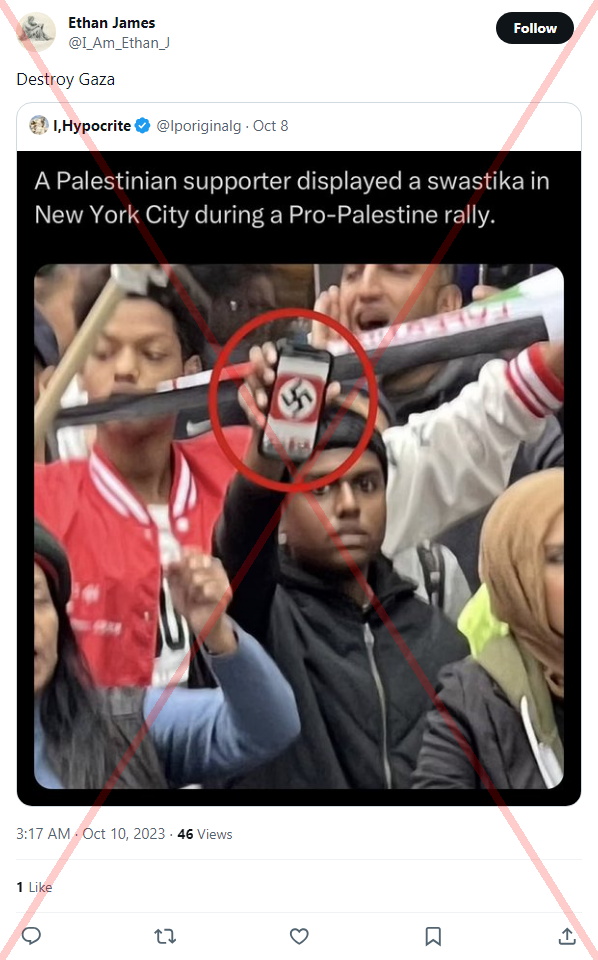 Ethan James
@I_Am_Ethan_J
Follow
Destroy Gaza
I,Hypocrite @Iporiginalg · Oct 8
A Palestinian supporter displayed a swastika in
New York City during a Pro-Palestine rally.
3:17 AM · Oct 10, 2023 · 46 Views
1 Like